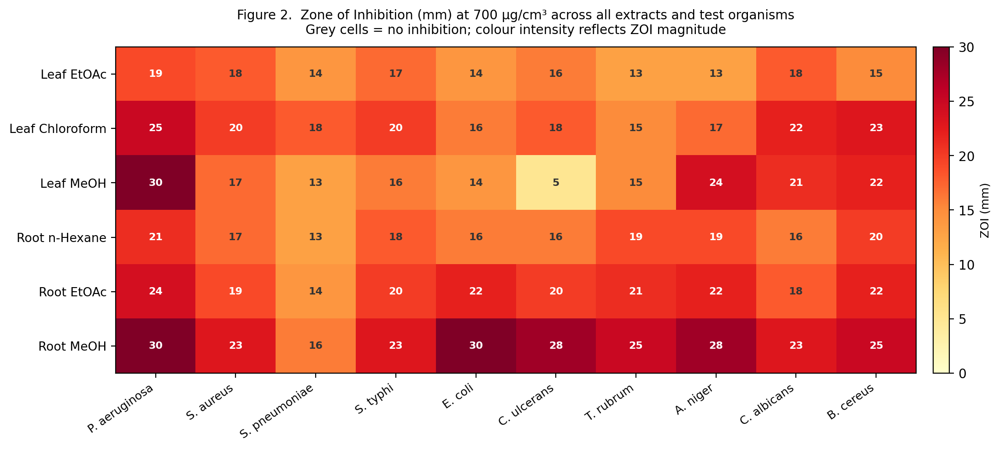 Figure 2.  Zone of Inhibition (mm) at 700 µg/cm³ across all extracts and test organisms
Grey cells = no inhibition; colour intensity reflects ZOI magnitude
Leaf EtOAc 19 18 14 17 14 16 13 13 18 15
Leaf Chloroform 25 20 18 20 16 18 15 17 22 23
Leaf MeOH 30 17 13 16 14 5 15 24 21 22
Root n-Hexane 21 17 13 18 16 16 19 19 16 20
Root EtOAc 24 19 14 20 22 20 21 22 18 22
Root MeOH 30 23 16 23 30 28 25 28 23 25
P. aeruginosa
S. aureus
S. pneumoniae
S. typhi
E. coli
C. ulcerans
T. rubrum
A. niger
C. albicans
B. cereus
30
25
20
15
10
5
0
ZOI (mm)